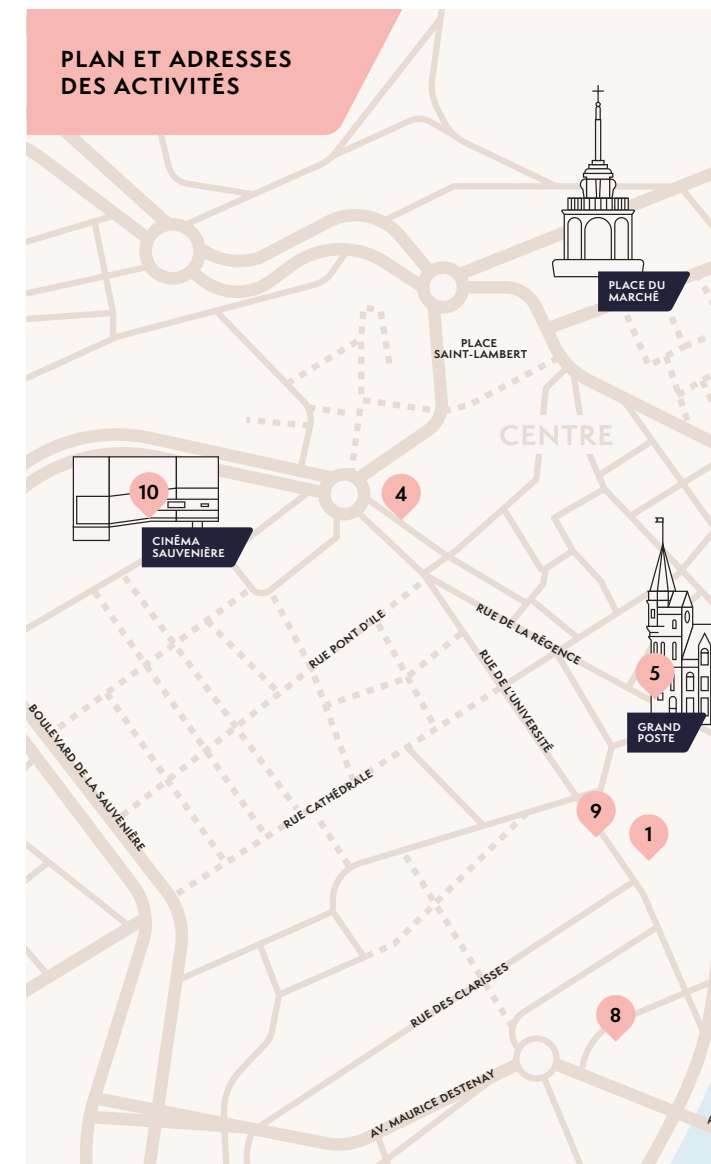 PLAN ET ADRESSES
DES ACTIVITÉS
PLACE DU
MARCHÉ
PLACE
SAINT-LAMBERT
CENTRE
10
4
CINÉMA
SAUVENIÈRE
RUE PONT D'ILE
RUE DE LA RÉGENCE
RUE DE L'UNIVERSITÉ
5
GRAND
POSTE
BOULEVARD DE LA SAUVENIÈRE
RUE CATHÉDRALE
9
1
RUE DES CLARISSES
8
AV. MAURICE DESTENAY